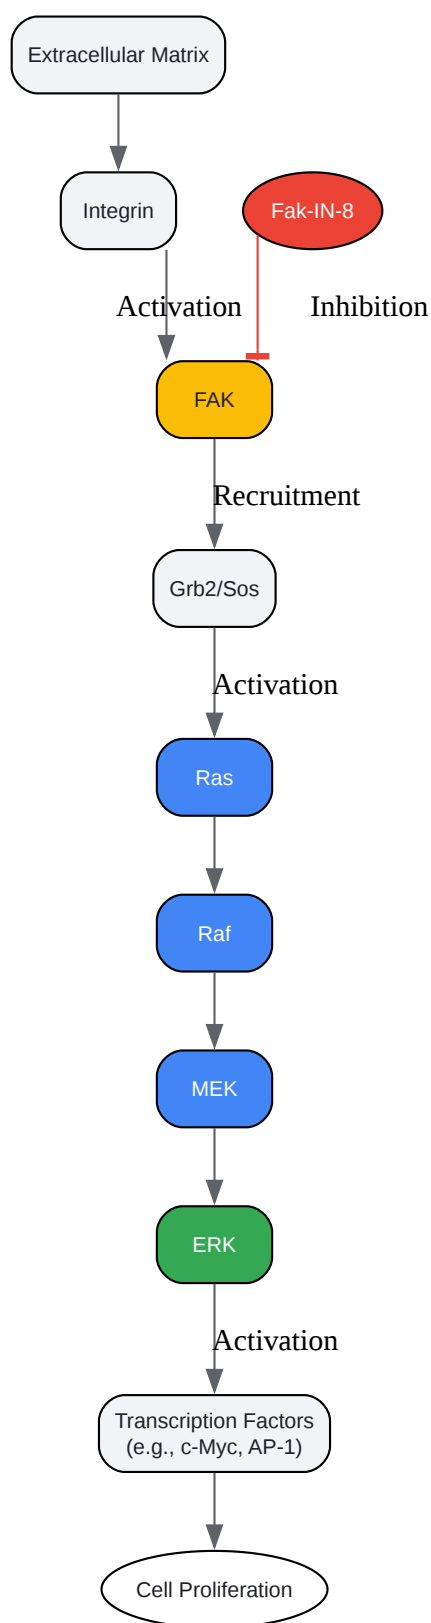 Extracellular Matrix
Integrin
Fak-IN-8
Activation
Inhibition
FAK
Recruitment
Grb2/Sos
Activation
Ras
Raf
MEK
ERK
Activation
Transcription Factors
(e.g., c-Myc, AP-1)
Cell Proliferation